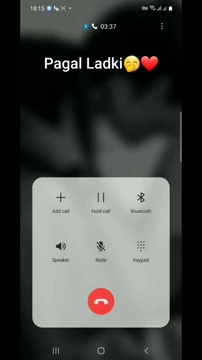 18:15
03:37
Pagal Ladki🤭❤️
Add call
Hold call
Bluetooth
Speaker
Mute
Keypad